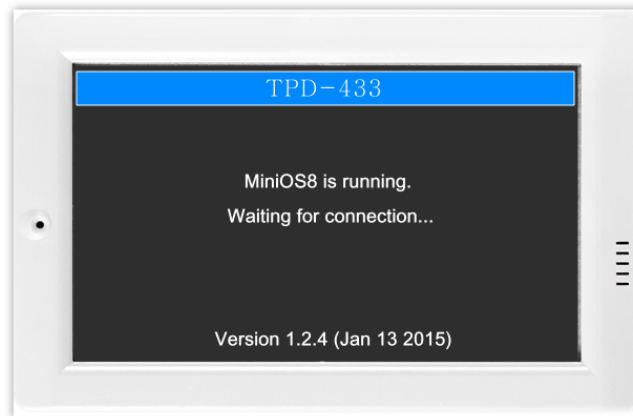 TPD-433
MiniOS8 is running.
Waiting for connection...
Version 1.2.4 (Jan 13 2015)